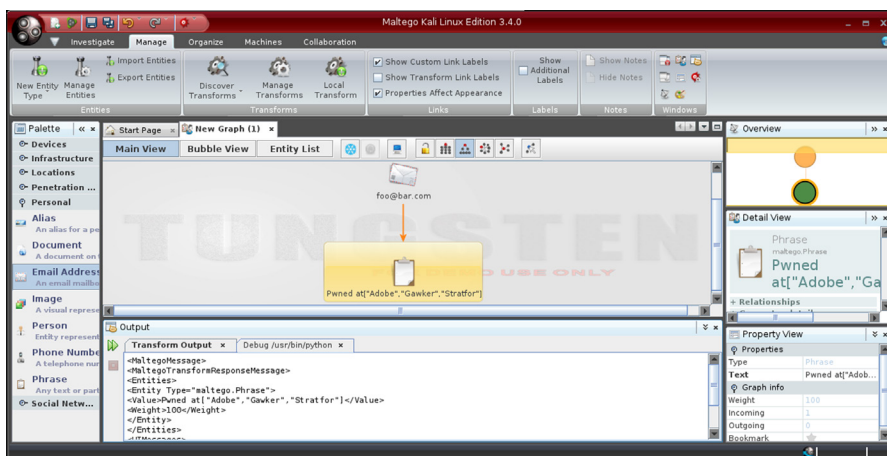 Maltego Kali Linux Edition 3.4.0
Investigate Manage Organize Machines Collaboration
New Entity Type
Manage Entities
Import Entities
Export Entities
Entities
Discover Transforms
Manage Transforms
Local Transform
Transforms
Show Custom Link Labels
Show Transform Link Labels
Properties Affect Appearance
Links
Show Additional Labels
Labels
Show Notes
Hide Notes
Notes
Windows
Palette
Devices
Infrastructure
Locations
Penetration ...
Personal
Alias
An alias for a pe
Document
A document on
Email Address
An email mailbo
Image
A visual represe
Person
Entity represent
Phone Numbe
A telephone nur
Phrase
Any text or part
Social Netw...
Start Page
New Graph (1)
Main View Bubble View Entity List
TUNGSTEN
USE ONLY
foo@bar.com
Pwned at["Adobe","Gawker","Stratfor"]
Output
Transform Output Debug /usr/bin/python
<MaltegoMessage>
<MaltegoTransformResponseMessage>
<Entities>
<Entity Type="maltego.Phrase">
<Value>Pwned at["Adobe","Gawker","Stratfor"]</Value>
<Weight>100</Weight>
</Entity>
</Entities>
<UIMessages>
Overview
Detail View
Phrase
maltego.Phrase
Pwned
at["Adobe","Ga
+ Relationships
Property View
Properties
Type Phrase
Text Pwned at["Adob...
Graph info
Weight 100
Incoming 1
Outgoing 0
Bookmark